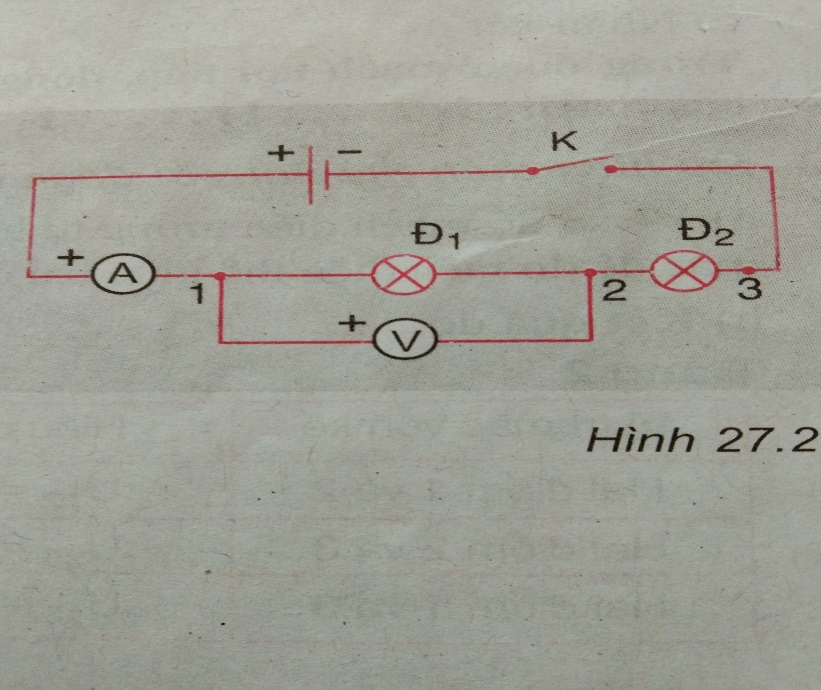 + − K
Đ1 Đ2
+ A 1 2 3
+ V
Hình 27.2